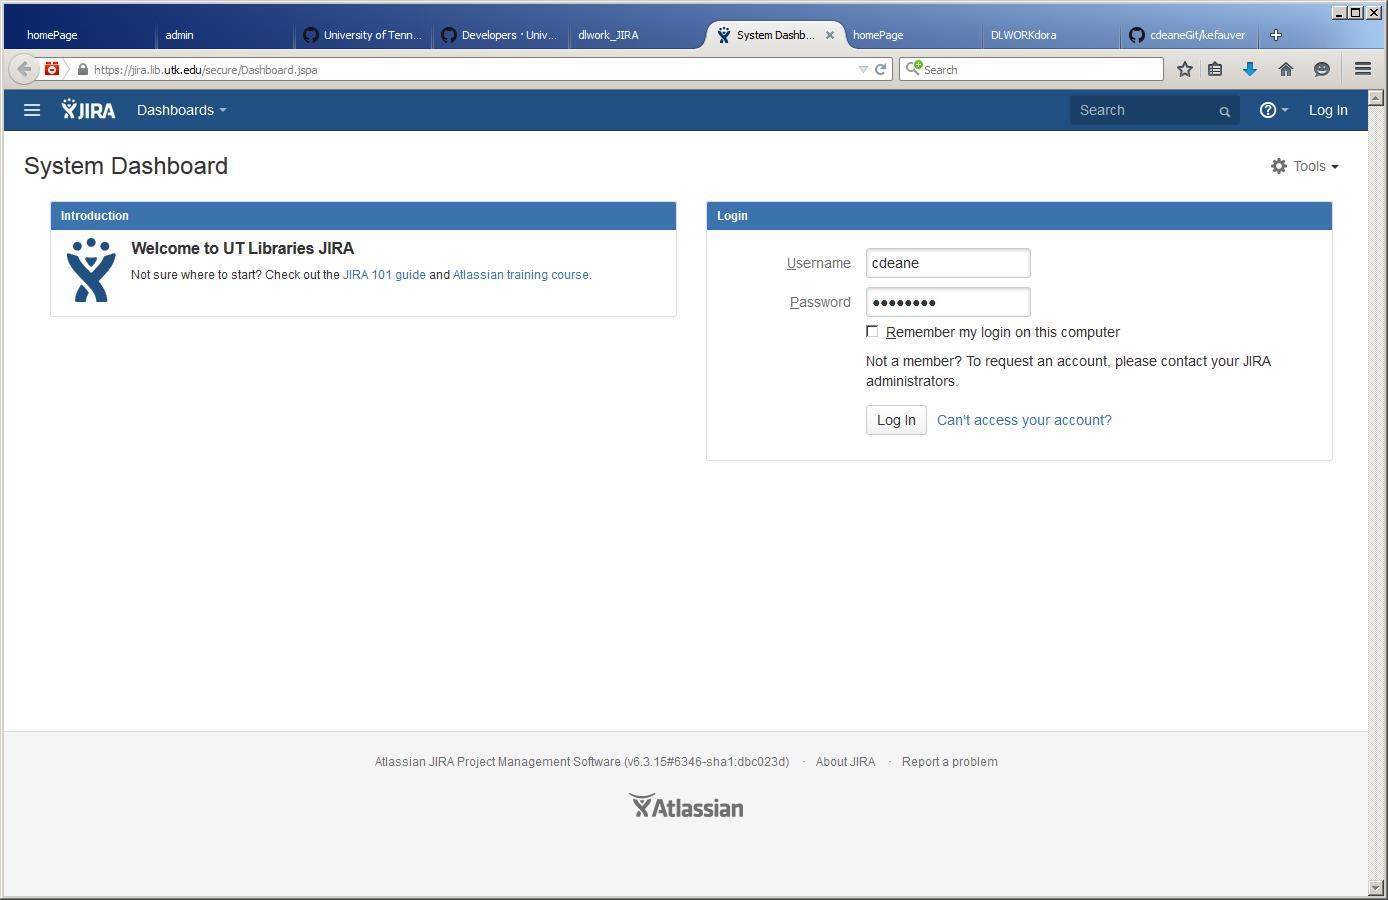 homePage
admin
University of Tenn...
Developers · Univ...
dlwork_JIRA
System Dashb...
homePage
DLWORKdora
cdeaneGit/kefauver
https://jira.lib.utk.edu/secure/Dashboard.jspa
Search
JIRA
Dashboards
Search
Log In
System Dashboard
Tools
Introduction
Welcome to UT Libraries JIRA
Not sure where to start? Check out the JIRA 101 guide and Atlassian training course.
Login
Username
cdeane
Password
••••••••
Remember my login on this computer
Not a member? To request an account, please contact your JIRA
administrators.
Log In
Can't access your account?
Atlassian JIRA Project Management Software (v6.3.15#6346-sha1:dbc023d) · About JIRA · Report a problem
Atlassian